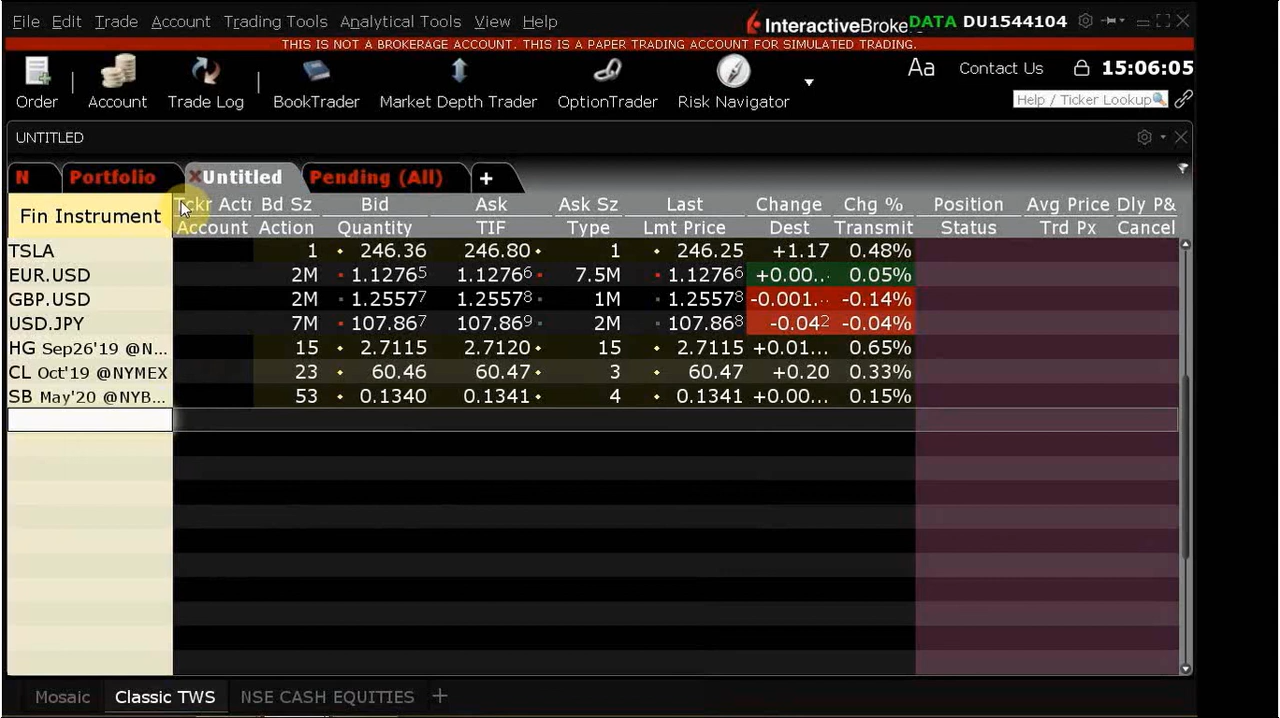 File Edit Trade Account Trading Tools Analytical Tools View Help InteractiveBroke DATA DU1544104
THIS IS NOT A BROKERAGE ACCOUNT. THIS IS A PAPER TRADING ACCOUNT FOR SIMULATED TRADING.
Order Account Trade Log BookTrader Market Depth Trader OptionTrader Risk Navigator Aa Contact Us 15:06:05
Help / Ticker Lookup
UNTITLED
N Portfolio Untitled Pending (All) +
Fin Instrument Tckr Acti Bd Sz Bid Ask Ask Sz Last Change Chg % Position Avg Price Dly P&
Account Action Quantity TIF Type Lmt Price Dest Transmit Status Trd Px Cancel
TSLA 1 246.36 246.80 1 246.25 +1.17 0.48%
EUR.USD 2M 1.12765 1.12766 7.5M 1.12766 +0.00... 0.05%
GBP.USD 2M 1.25577 1.25578 1M 1.25578 -0.001... -0.14%
USD.JPY 7M 107.867 107.869 2M 107.868 -0.042 -0.04%
HG Sep26'19 @N... 15 2.7115 2.7120 15 2.7115 +0.01... 0.65%
CL Oct'19 @NYMEX 23 60.46 60.47 3 60.47 +0.20 0.33%
SB May'20 @NYB... 53 0.1340 0.1341 4 0.1341 +0.00... 0.15%
Mosaic Classic TWS NSE CASH EQUITIES +